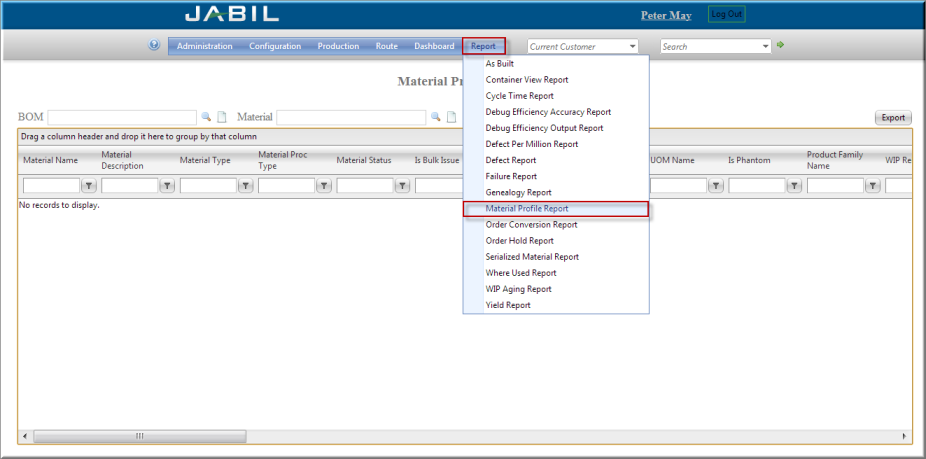 JABIL
Peter May Log Out
Administration Configuration Production Route Dashboard Report Current Customer Search
Material Pr
BOM Material Export
Drag a column header and drop it here to group by that column
Material Name Material Description Material Type Material Proc Type Material Status Is Bulk Issue UOM Name Is Phantom Product Family Name WIP Re
No records to display.
As Built
Container View Report
Cycle Time Report
Debug Efficiency Accuracy Report
Debug Efficiency Output Report
Defect Per Million Report
Defect Report
Failure Report
Genealogy Report
Material Profile Report
Order Conversion Report
Order Hold Report
Serialized Material Report
Where Used Report
WIP Aging Report
Yield Report